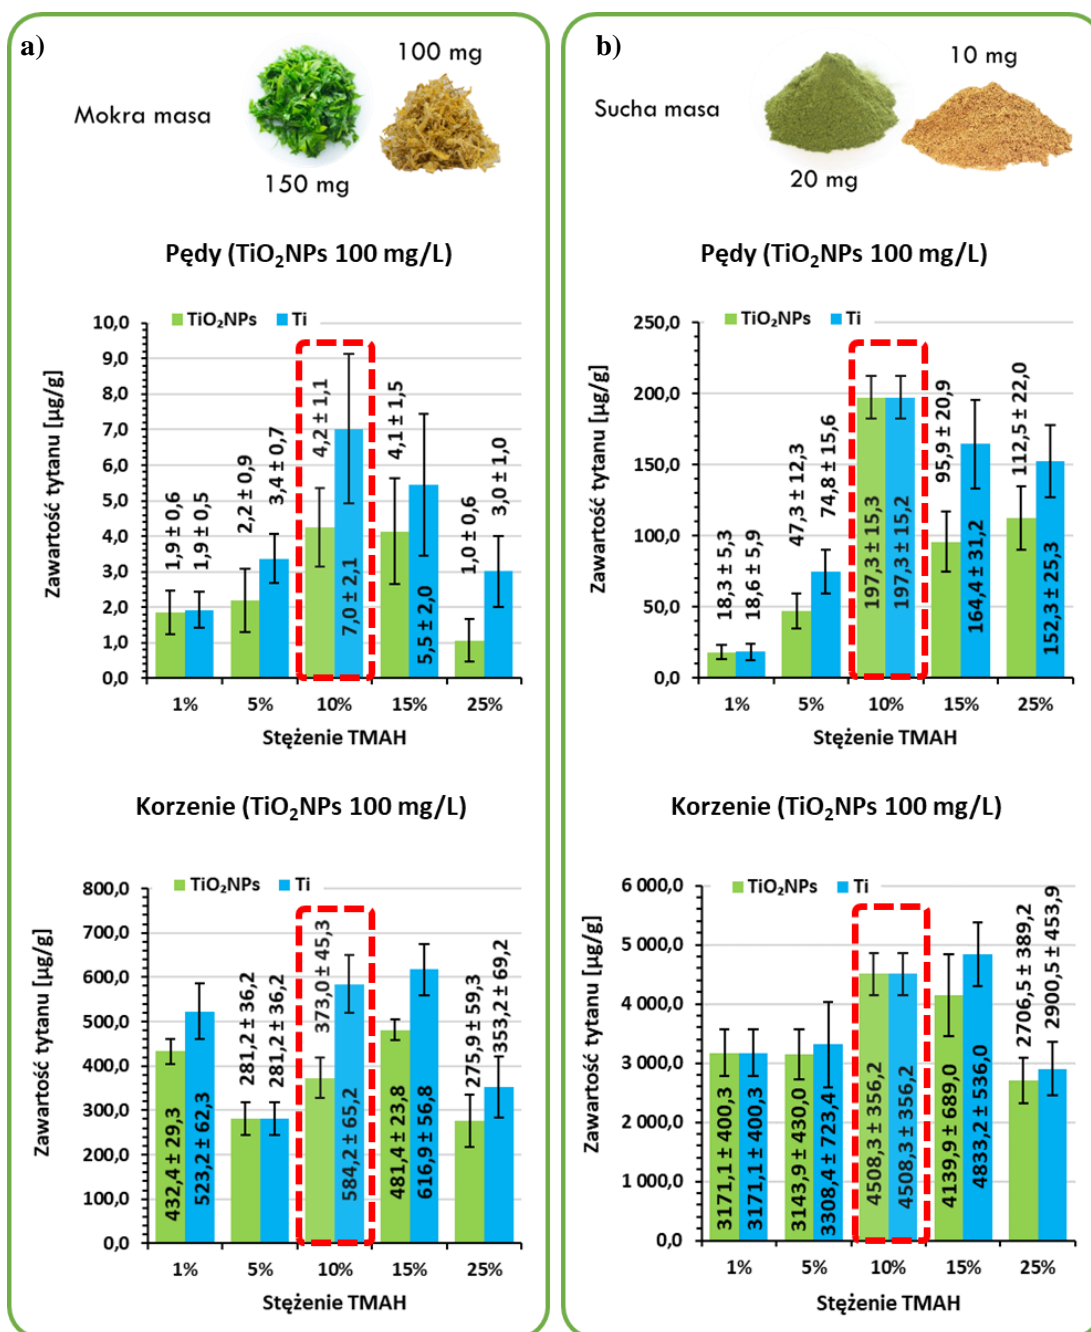 a)
Mokra masa
100 mg
150 mg
Pędy (TiO₂NPs 100 mg/L)
TiO₂NPs Ti
Zawartość tytanu [µg/g]
10,0
9,0
8,0
7,0
6,0
5,0
4,0
3,0
2,0
1,0
0,0
1,9 ± 0,6
1,9 ± 0,5
2,2 ± 0,9
3,4 ± 0,7
4,2 ± 1,1
7,0 ± 2,1
4,1 ± 1,5
5,5 ± 2,0
1,0 ± 0,6
3,0 ± 1,0
1% 5% 10% 15% 25%
Stężenie TMAH
Korzenie (TiO₂NPs 100 mg/L)
TiO₂NPs Ti
Zawartość tytanu [µg/g]
800,0
700,0
600,0
500,0
400,0
300,0
200,0
100,0
0,0
432,4 ± 29,3
523,2 ± 62,3
281,2 ± 36,2
281,2 ± 36,2
373,0 ± 45,3
584,2 ± 65,2
481,4 ± 23,8
616,9 ± 56,8
275,9 ± 59,3
353,2 ± 69,2
1% 5% 10% 15% 25%
Stężenie TMAH
b)
Sucha masa
10 mg
20 mg
Pędy (TiO₂NPs 100 mg/L)
TiO₂NPs Ti
Zawartość tytanu [µg/g]
250,0
200,0
150,0
100,0
50,0
0,0
18,3 ± 5,3
18,6 ± 5,9
47,3 ± 12,3
74,8 ± 15,6
197,3 ± 15,3
197,3 ± 15,2
95,9 ± 20,9
164,4 ± 31,2
112,5 ± 22,0
152,3 ± 25,3
1% 5% 10% 15% 25%
Stężenie TMAH
Korzenie (TiO₂NPs 100 mg/L)
TiO₂NPs Ti
Zawartość tytanu [µg/g]
6 000,0
5 000,0
4 000,0
3 000,0
2 000,0
1 000,0
0,0
3171,1 ± 400,3
3171,1 ± 400,3
3143,9 ± 430,0
3308,4 ± 723,4
4508,3 ± 356,2
4508,3 ± 356,2
4139,9 ± 689,0
4833,2 ± 536,0
2706,5 ± 389,2
2900,5 ± 453,9
1% 5% 10% 15% 25%
Stężenie TMAH